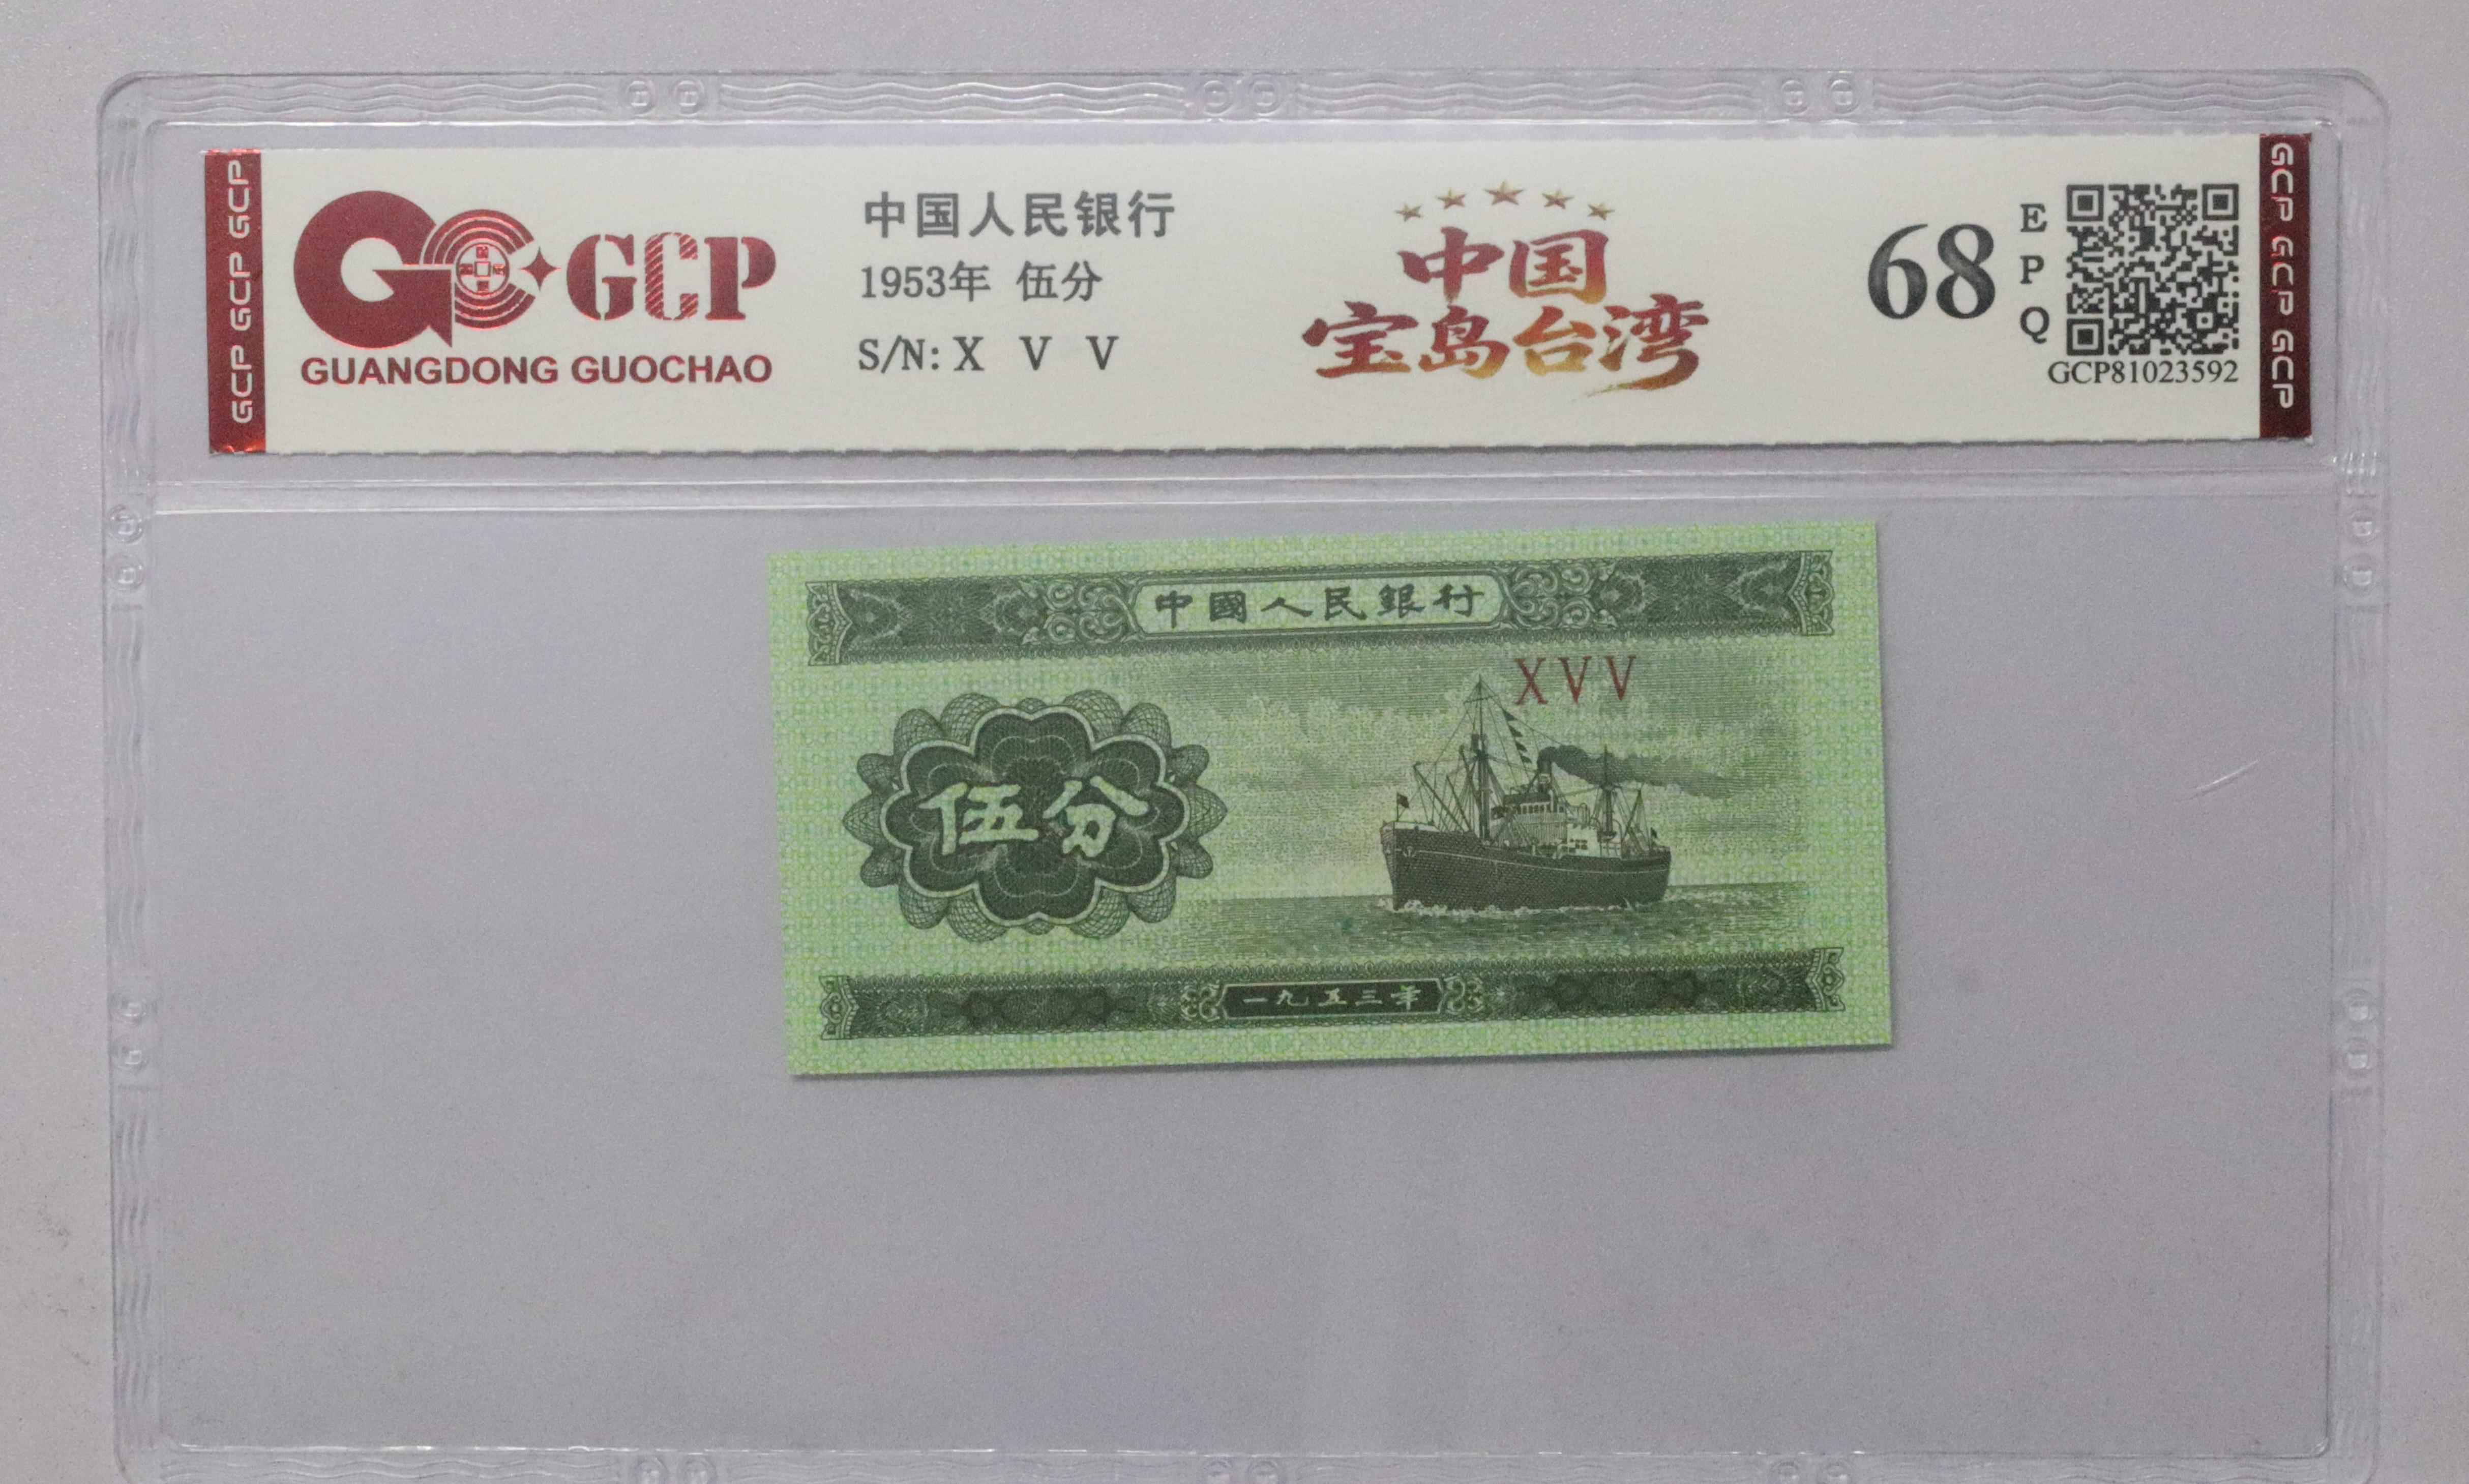 GCP GCP GCP
GCP
GUANGDONG GUOCHAO
中国人民银行
1953年 伍分
S/N: X V V
中国
宝岛台湾
68
E
P
Q
GCP81023592
GCP GCP GCP
中國人民銀行
XVV
伍分
一九五三年